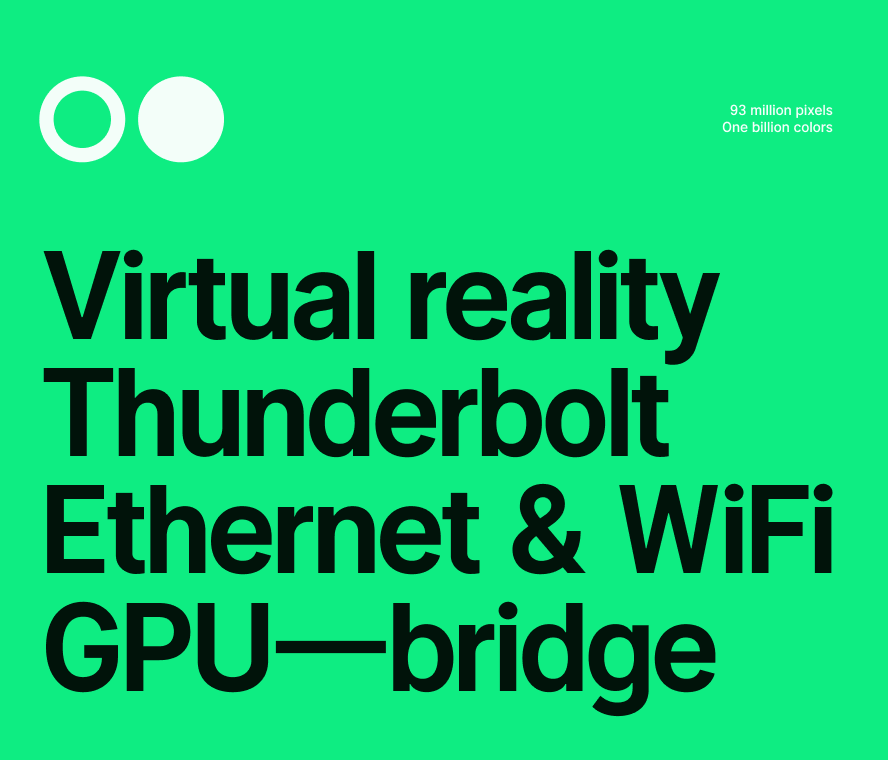 93 million pixels
One billion colors
Virtual reality
Thunderbolt
Ethernet & WiFi
GPU—bridge